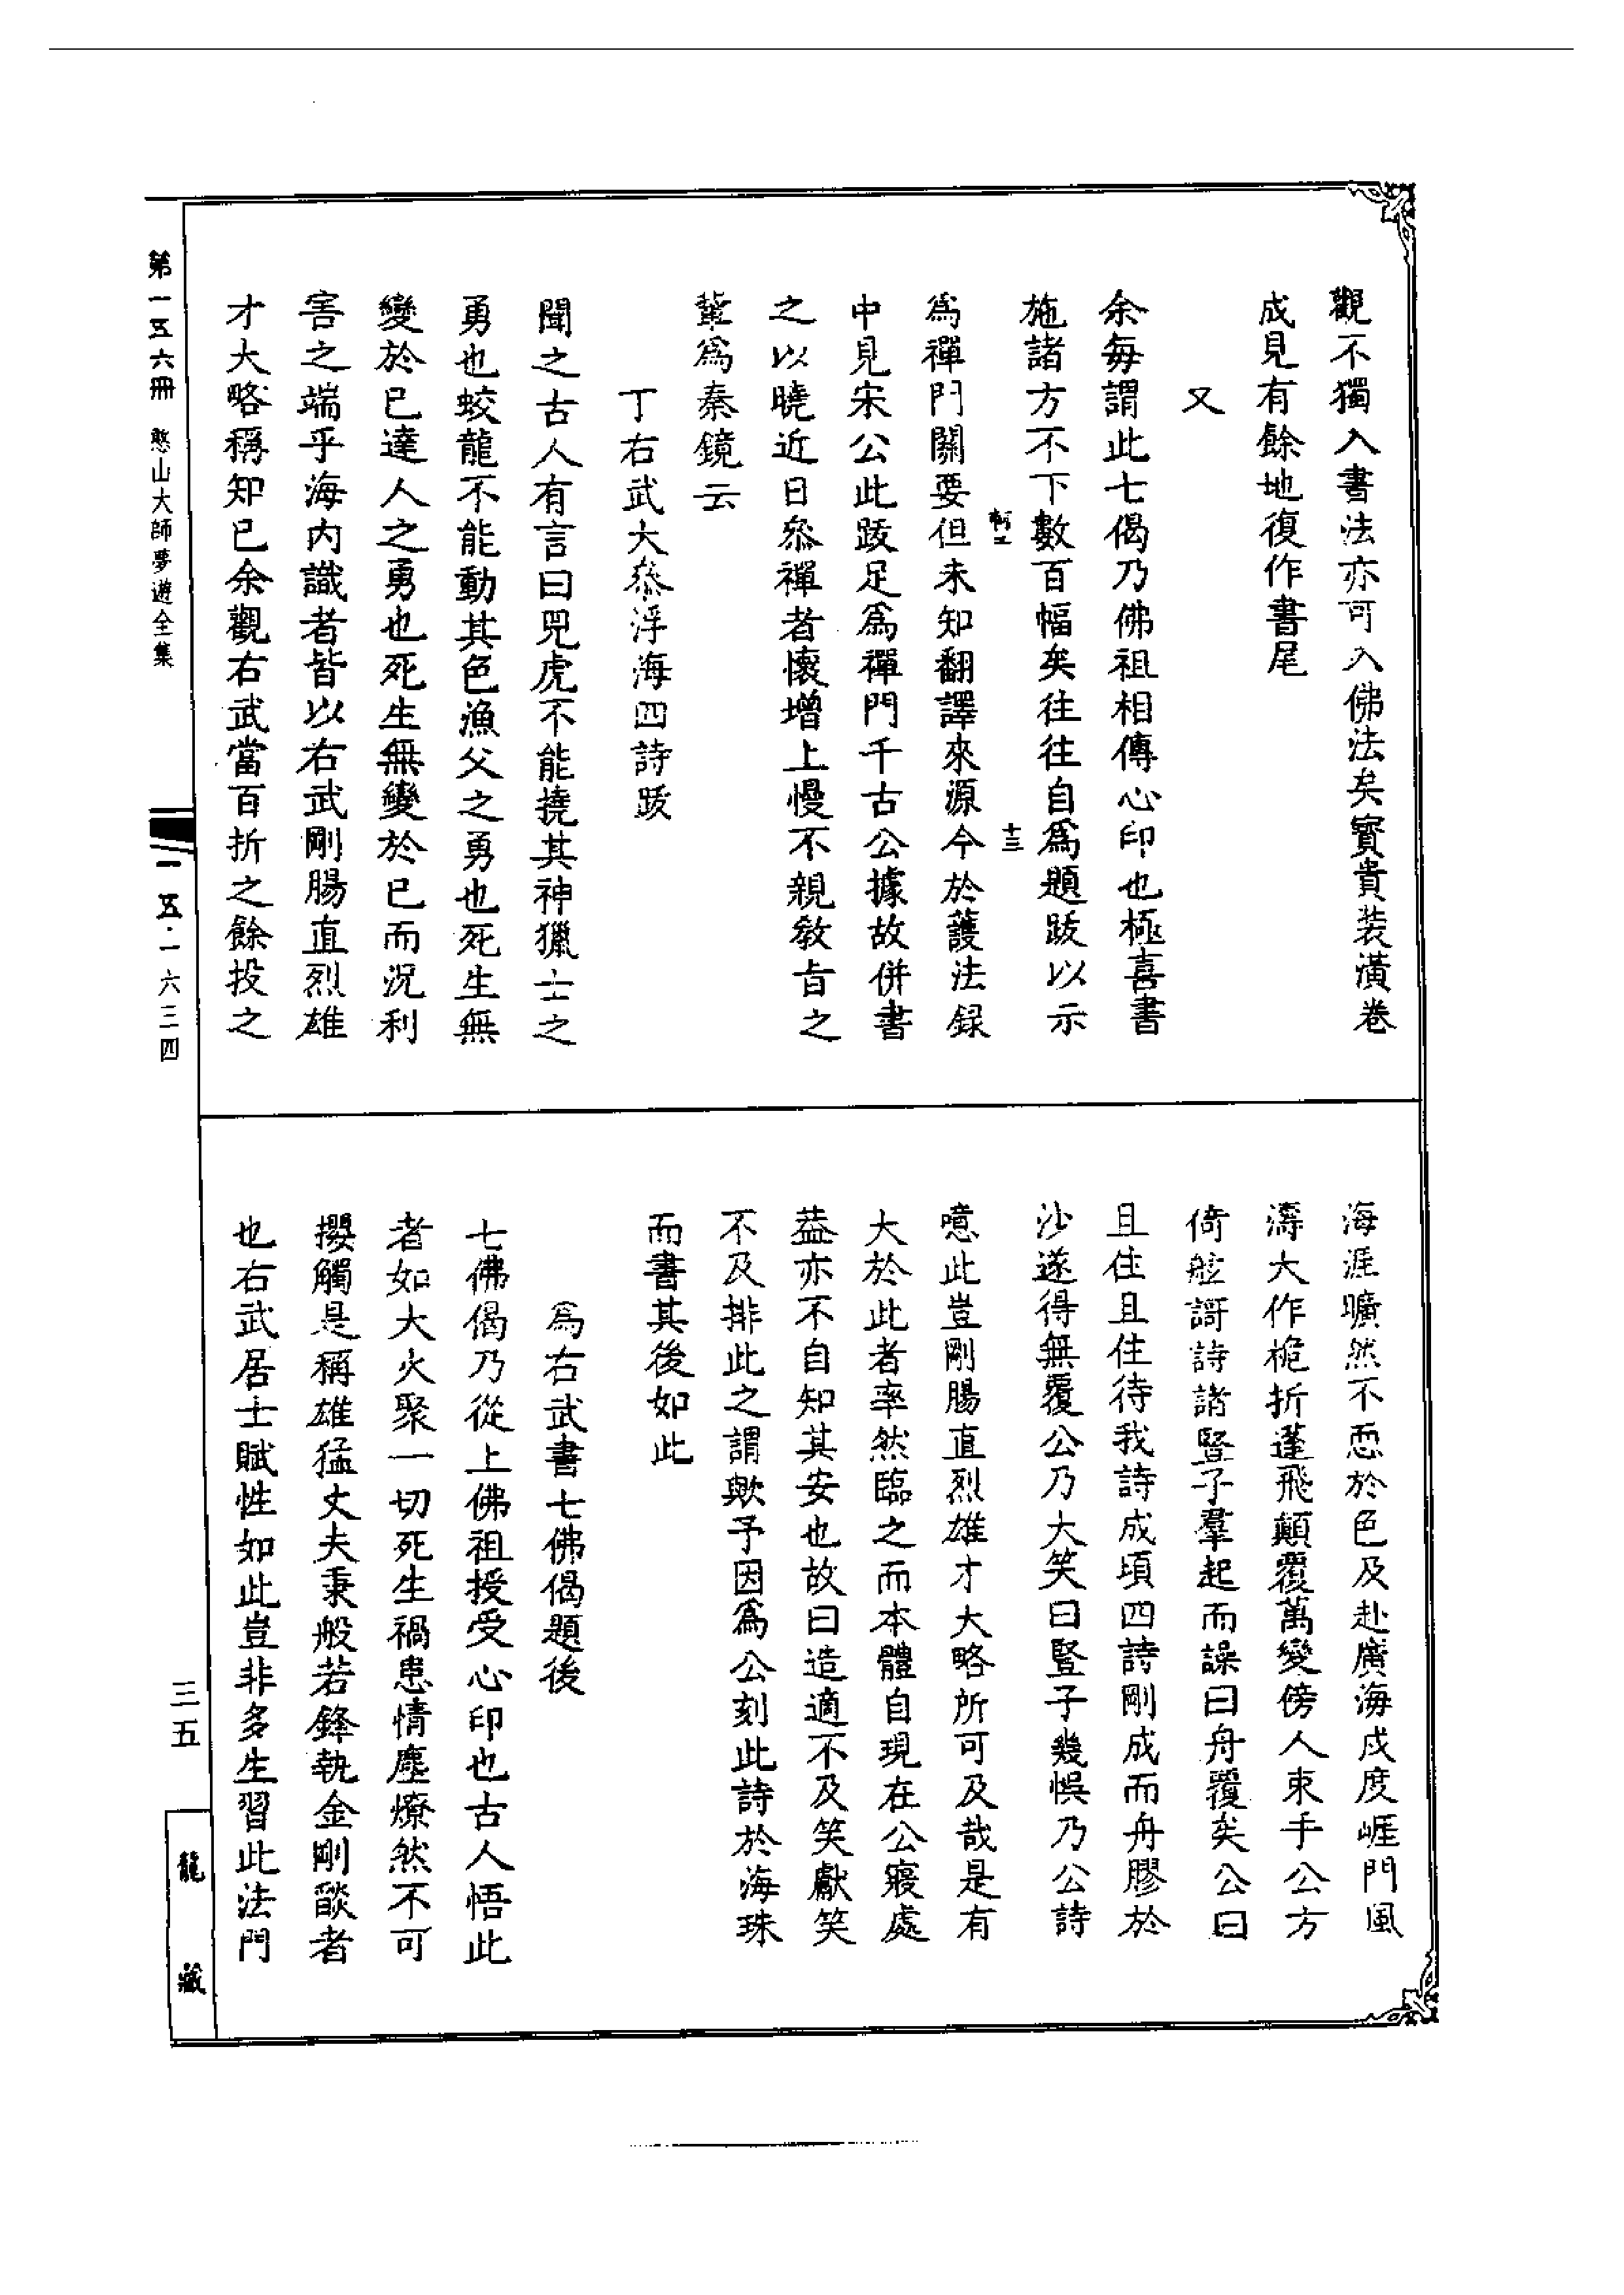 觀不獨入書法亦可入佛法矣寳貴装潢卷
成見有餘地復作書尾
又
余每謂此七偈乃佛祖相傳心印也極喜書
施諸方不下數百幅矣往往自爲題䟦以示
十三
爲禪門關要但未知翻譯來源今於護法録
中見宋公此䟦足爲禪門千古公據故併書
之以曉近日叅禪者懷增上慢不親敎旨之
輩爲秦鏡云
丁右武大叅浮海四詩䟦
聞之古人有言曰兕虎不能撓其神獵士之
勇也蛟龍不能動其色漁父之勇也死生無
變於已達人之勇也死生無變於已而況利
害之端乎海内識者皆以右武剛腸直烈雄
才大略稱知已余觀右武當百折之餘投之
海涯曠然不恧於色及赴廣海戍度崕門風
濤大作桅折蓬飛顛覆萬變傍人束手公方
倚舷謌詩諸豎子羣起而譟曰舟覆矣公曰
且住且住待我詩成頃四詩剛成而舟膠於
沙遂得無覆公乃大笑曰豎子幾悞乃公詩
噫此豈剛腸直烈雄才大略所可及哉是有
大於此者率然臨之而本體自現在公寢處
葢亦不自知其安也故曰造適不及笑獻笑
不及排此之謂歟予因爲公刻此詩於海珠
而書其後如此
爲右武書七佛偈題後
七佛偈乃從上佛祖授受心印也古人悟此
者如大火聚一切死生禍患情塵燎然不可
攖觸是稱雄猛丈夫秉般若鋒執金剛燄者
也右武居士賦性如此豈非多生習此法門
第一五六冊　憨山大師夢遊全集
一五五·一六三四
三五
龍藏